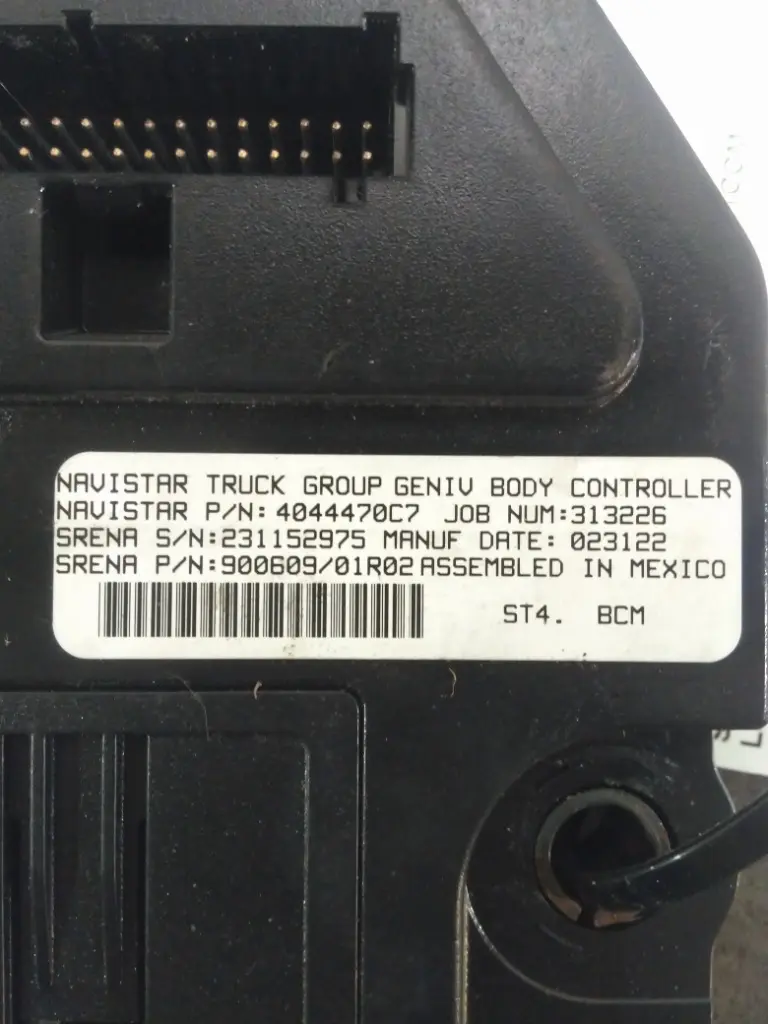 NAVISTAR TRUCK GROUP GENIV BODY CONTROLLER
NAVISTAR P/N: 4044470C7 JOB NUM:313226
SRENA S/N:231152975 MANUF DATE: 023122
SRENA P/N:900609/01R02 ASSEMBLED IN MEXICO
ST4. BCM